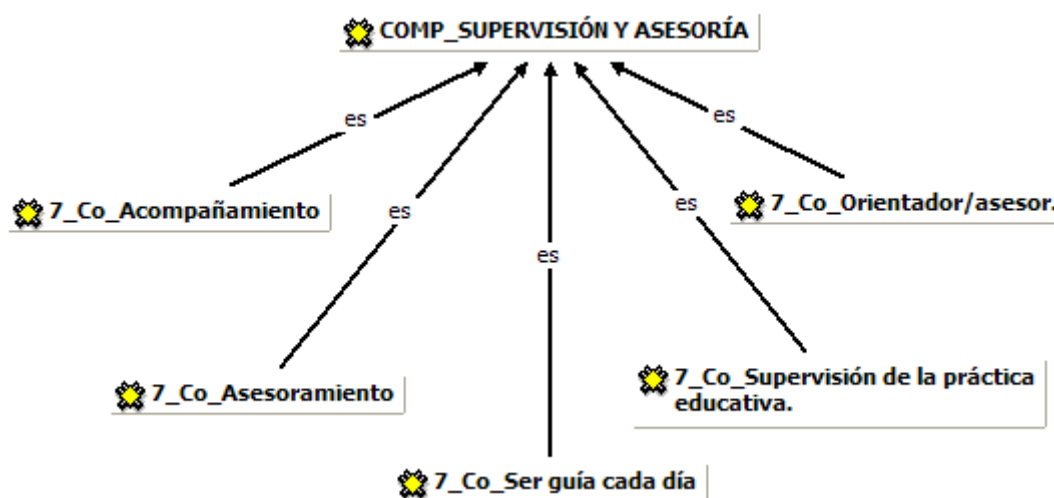 COMP_SUPERVISIÓN Y ASESORÍA
es
es
7_Co_Acompañamiento
7_Co_Orientador/asesor.
es
es
es
7_Co_Asesoramiento
7_Co_Supervisión de la práctica
educativa.
7_Co_Ser guía cada día